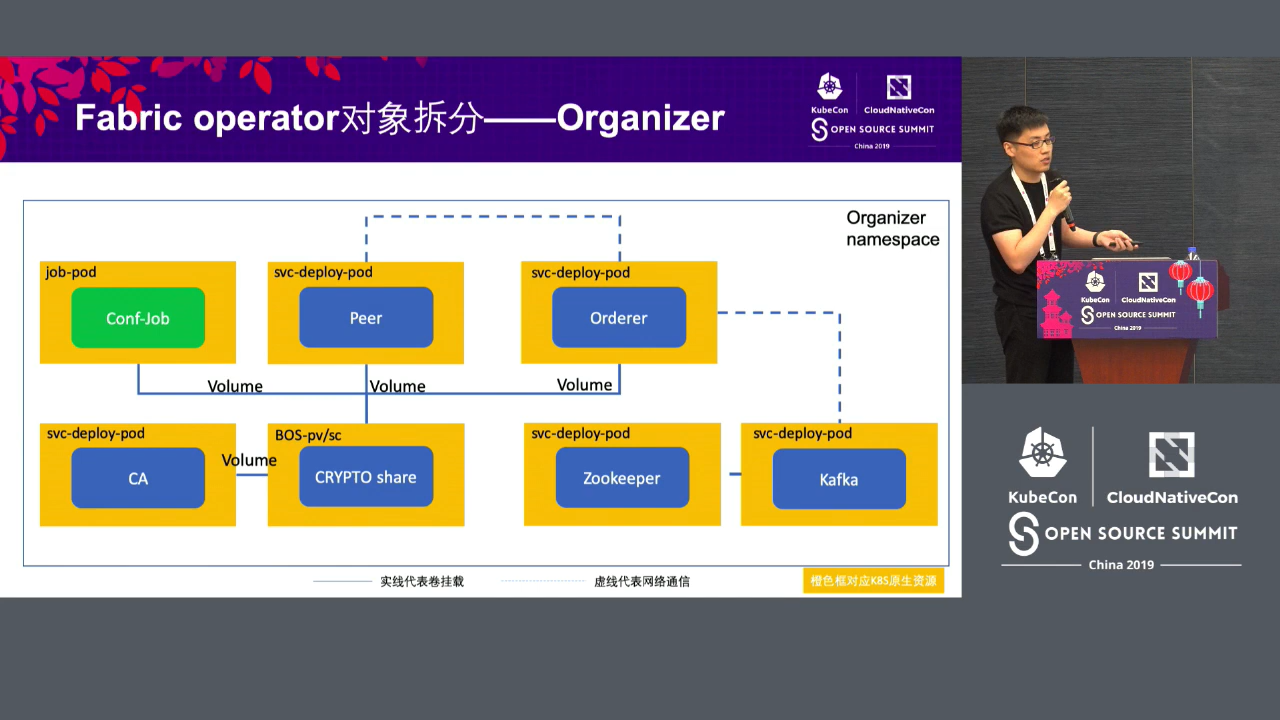 Fabric operator对象拆分——Organizer
KubeCon
CloudNativeCon
OPEN SOURCE SUMMIT
China 2019
Organizer
namespace
job-pod
Conf-Job
svc-deploy-pod
Peer
svc-deploy-pod
Orderer
Volume
Volume
Volume
svc-deploy-pod
CA
Volume
BOS-pv/sc
CRYPTO share
svc-deploy-pod
Zookeeper
svc-deploy-pod
Kafka
实线代表卷挂载
虚线代表网络通信
橙色框对应K8S原生资源
KubeCon
CloudNativeCon
OPEN SOURCE SUMMIT
China 2019
KubeCon
CloudNativeCon
OPEN SOURCE SUMMIT
China 2019